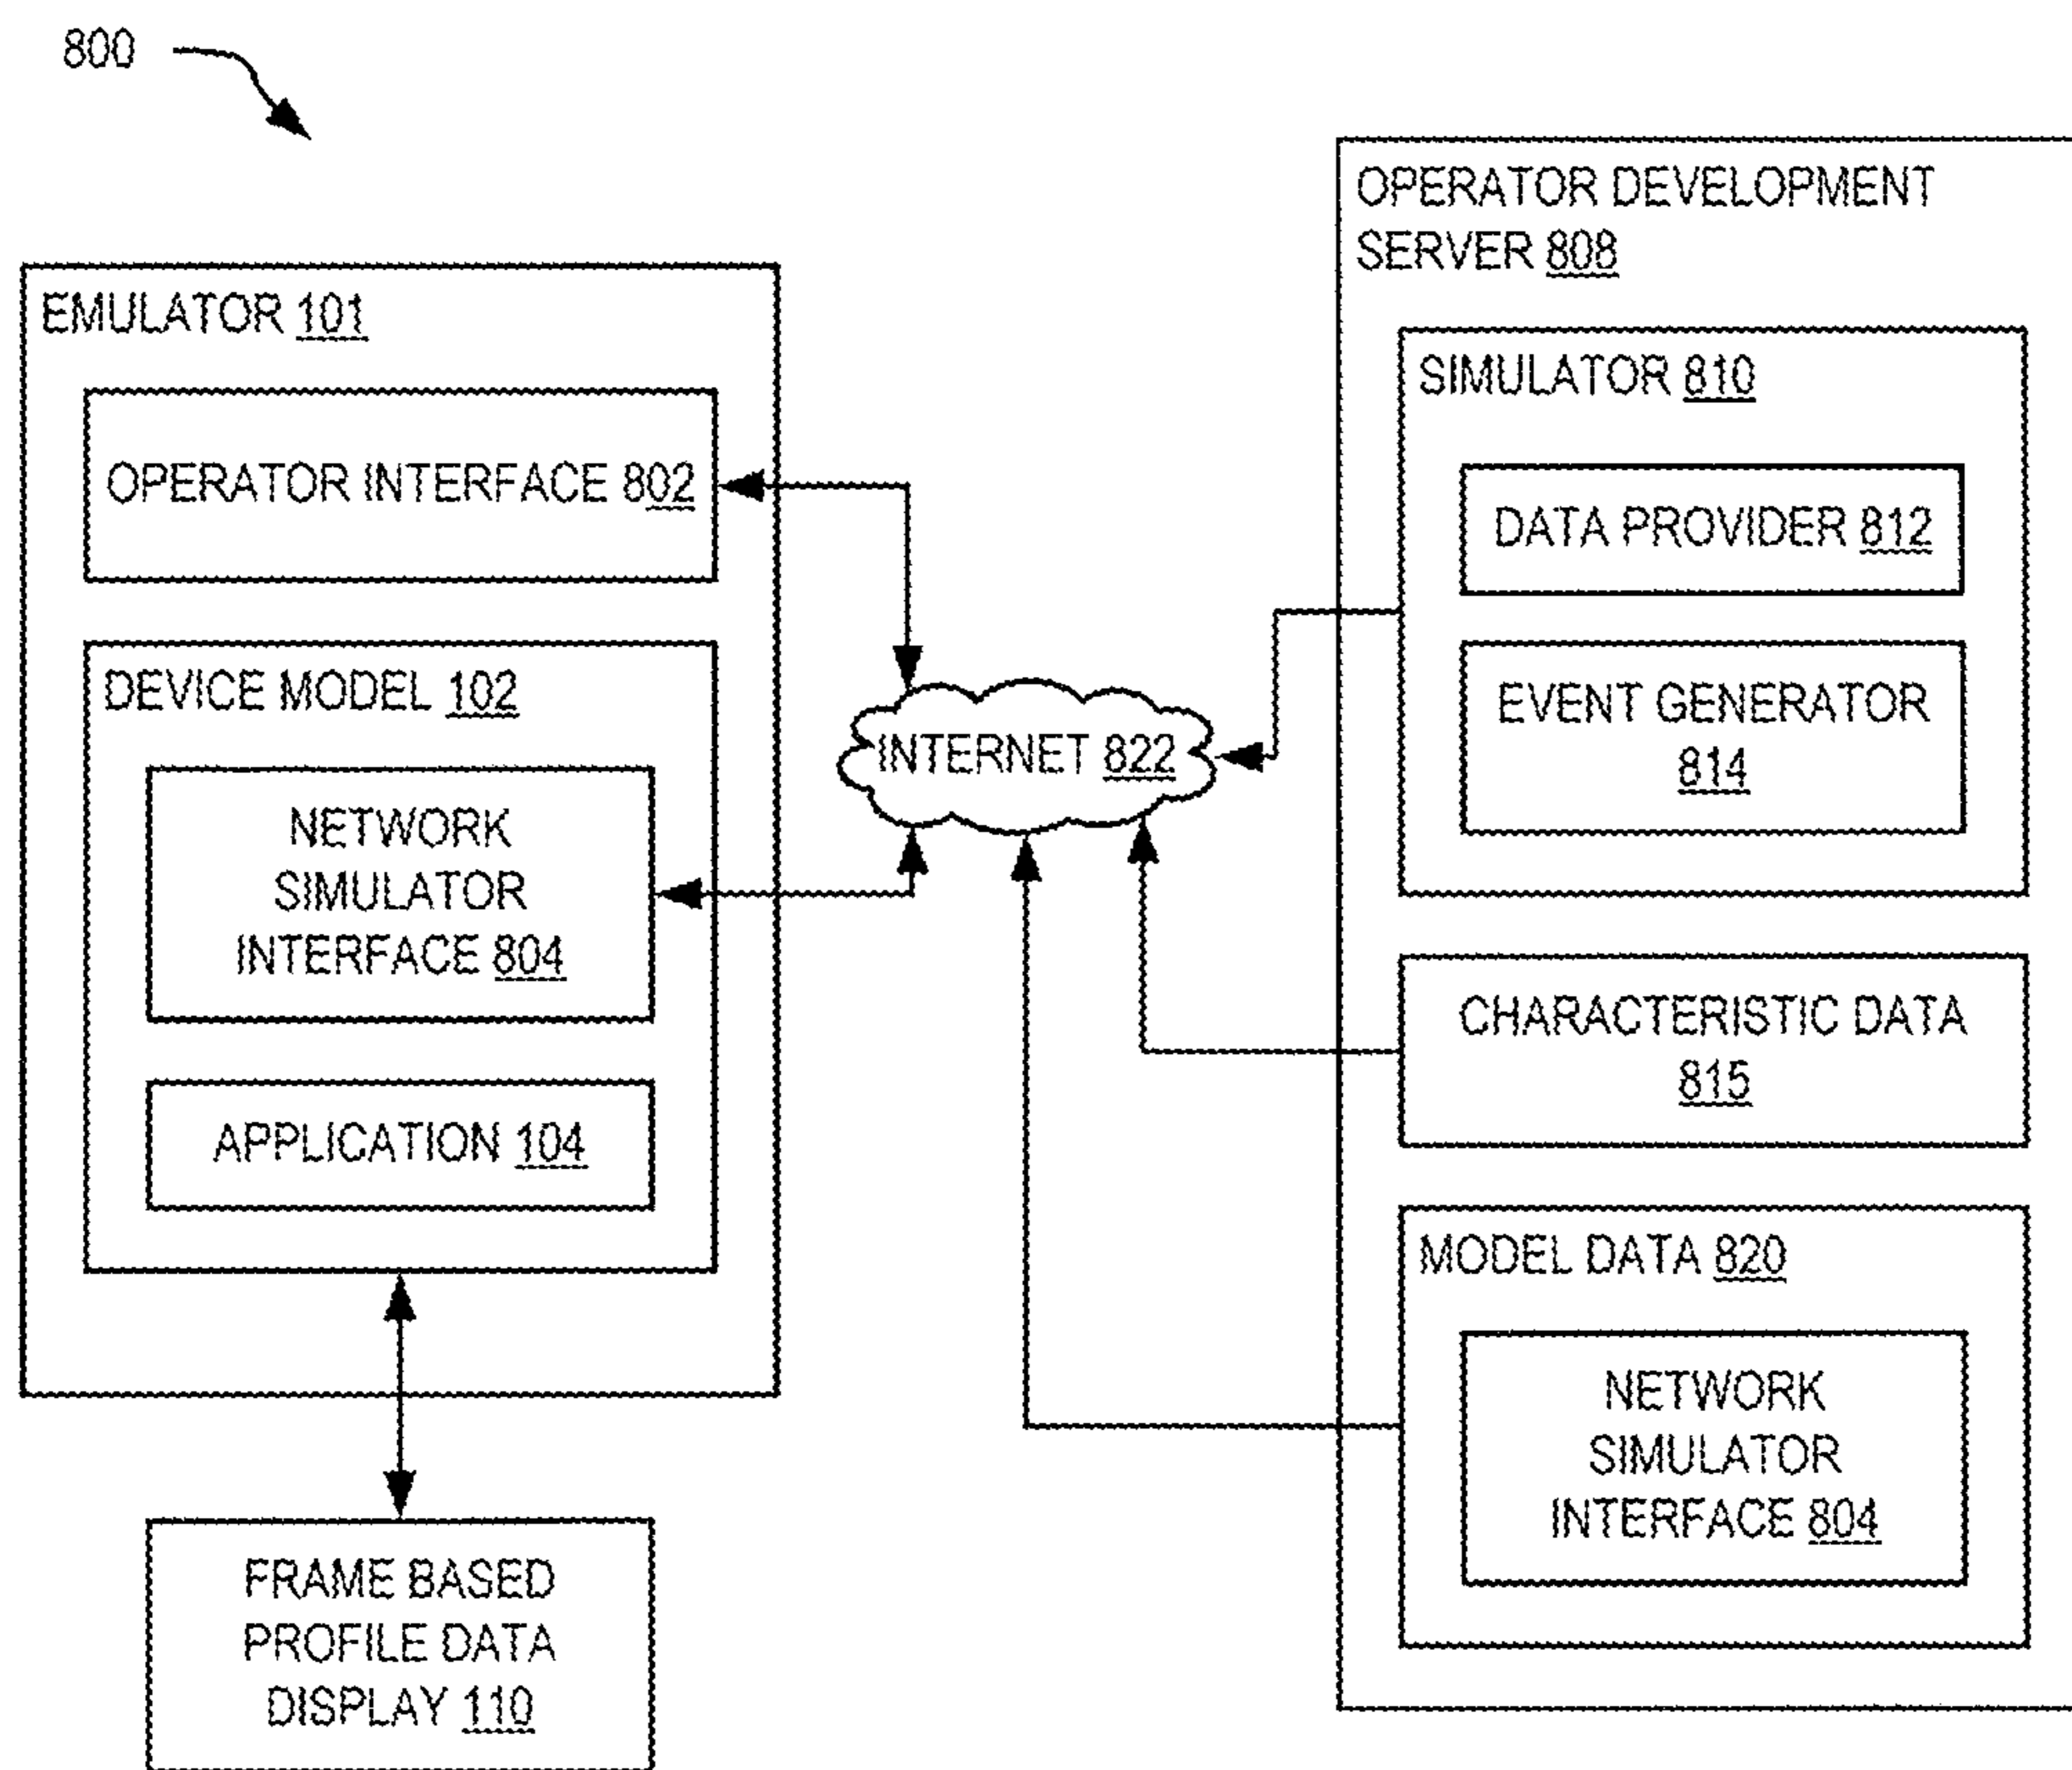 800
EMULATOR 101
OPERATOR INTERFACE 802
DEVICE MODEL 102
NETWORK
SIMULATOR
INTERFACE 804
APPLICATION 104
FRAME BASED
PROFILE DATA
DISPLAY 110
INTERNET 822
OPERATOR DEVELOPMENT
SERVER 808
SIMULATOR 810
DATA PROVIDER 812
EVENT GENERATOR
814
CHARACTERISTIC DATA
815
MODEL DATA 820
NETWORK
SIMULATOR
INTERFACE 804